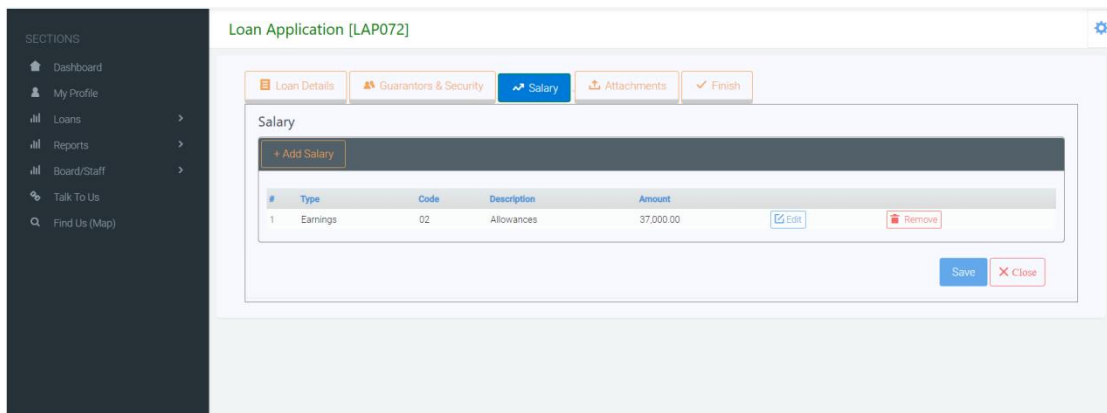 SECTIONS
Dashboard
My Profile
Loans
Reports
Board/Staff
Talk To Us
Find Us (Map)
Loan Application [LAP072]
Loan Details Guarantors & Security Salary Attachments Finish
Salary
+ Add Salary
# Type Code Description Amount
1 Earnings 02 Allowances 37,000.00 Edit Remove
Save Close